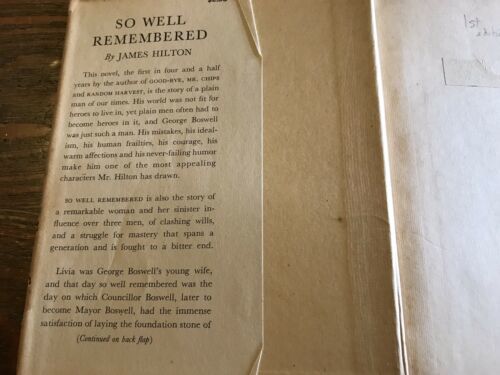 SO WELL
REMEMBERED
By JAMES HILTON
This novel, the first in four and a half
years by the author of GOOD-BYE, MR. CHIPS
and RANDOM HARVEST, is the story of a plain
man of our times. His world was not fit for
heroes to live in, yet plain men often had to
become heroes in it, and George Boswell
was just such a man. His mistakes, his ideal-
ism, his human frailties, his courage, his
warm affections and his never-failing humor
make him one of the most appealing
characters Mr. Hilton has drawn.
SO WELL REMEMBERED is also the story of
a remarkable woman and her sinister in-
fluence over three men, of clashing wills,
and a struggle for mastery that spans a
generation and is fought to a bitter end.
Livia was George Boswell's young wife,
and that day so well remembered was the
day on which Councillor Boswell, later to
become Mayor Boswell, had the immense
satisfaction of laying the foundation stone of
(Continued on back flap)
1st